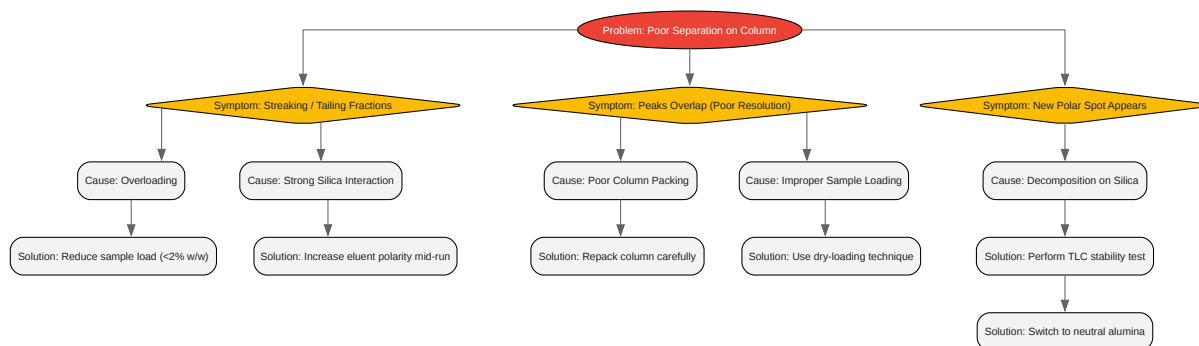 Problem: Poor Separation on Column
Symptom: Streaking / Tailing Fractions
Symptom: Peaks Overlap (Poor Resolution)
Symptom: New Polar Spot Appears
Cause: Overloading
Cause: Strong Silica Interaction
Cause: Poor Column Packing
Cause: Improper Sample Loading
Cause: Decomposition on Silica
Solution: Reduce sample load (<2% w/w)
Solution: Increase eluent polarity mid-run
Solution: Repack column carefully
Solution: Use dry-loading technique
Solution: Perform TLC stability test
Solution: Switch to neutral alumina